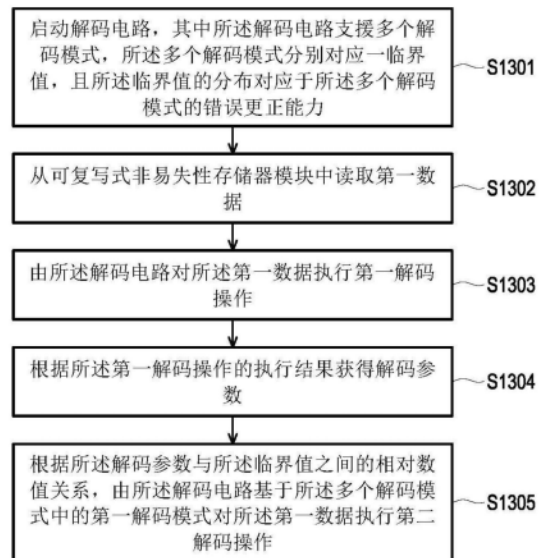 启动解码电路，其中所述解码电路支援多个解
码模式，所述多个解码模式分别对应一临界
值，且所述临界值的分布对应于所述多个解码
模式的错误更正能力
S1301
从可复写式非易失性存储器模块中读取第一数
据
S1302
由所述解码电路对所述第一数据执行第一解码
操作
S1303
根据所述第一解码操作的执行结果获得解码参
数
S1304
根据所述解码参数与所述临界值之间的相对数
值关系，由所述解码电路基于所述多个解码模
式中的第一解码模式对所述第一数据执行第二
解码操作
S1305